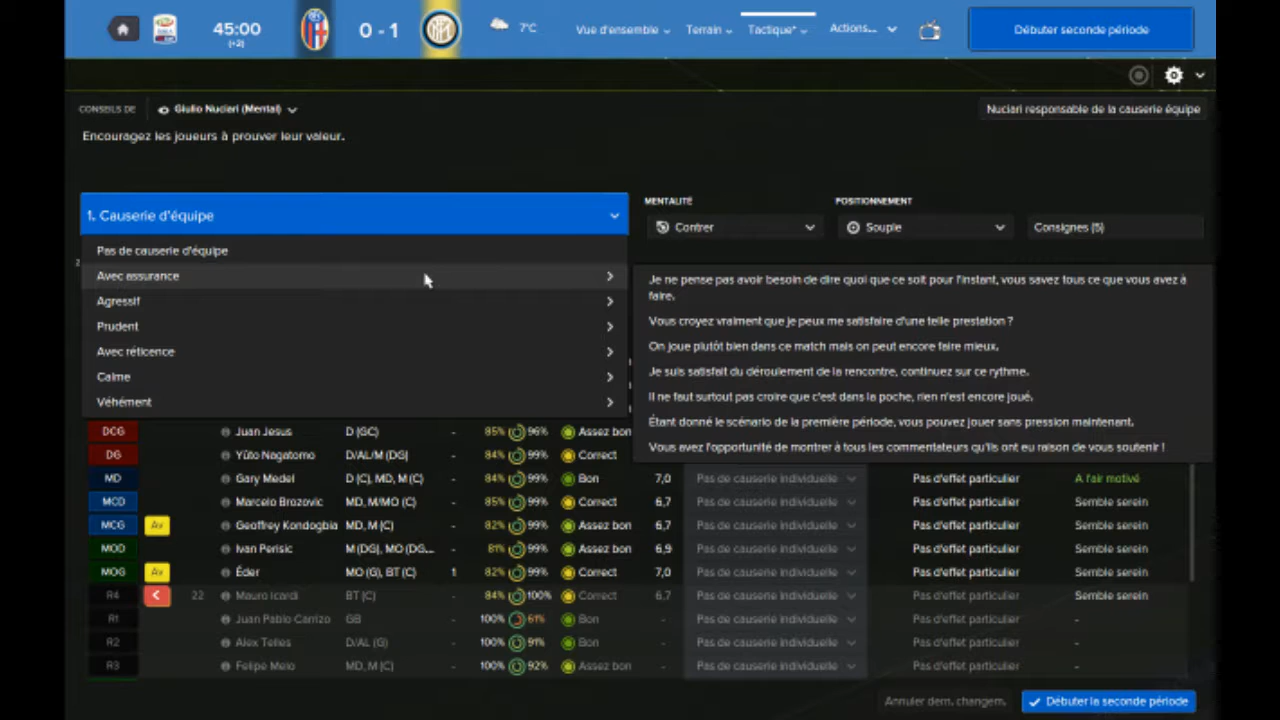 45:00
(+2)
0 - 1
7°C
Vue d'ensemble
Terrain
Tactique*
Actions...
Débuter seconde période
CONSEILS DE
Giulio Nuciari (Mental)
Nuciari responsable de la causerie équipe
Encouragez les joueurs à prouver leur valeur.
1. Causerie d'équipe
MENTALITÉ
POSITIONNEMENT
Contrer
Souple
Consignes (5)
Pas de causerie d'équipe
Avec assurance
Agressif
Prudent
Avec réticence
Calme
Véhément
Je ne pense pas avoir besoin de dire quoi que ce soit pour l'instant, vous savez tous ce que vous avez à
faire.
Vous croyez vraiment que je peux me satisfaire d'une telle prestation ?
On joue plutôt bien dans ce match mais on peut encore faire mieux.
Je suis satisfait du déroulement de la rencontre, continuez sur ce rythme.
Il ne faut surtout pas croire que c'est dans la poche, rien n'est encore joué.
Étant donné le scénario de la première période, vous pouvez jouer sans pression maintenant.
Vous avez l'opportunité de montrer à tous les commentateurs qu'ils ont eu raison de vous soutenir !
DCG Juan Jesus D (GC) - 85% 96% Assez bon
DG Yūto Nagatomo D/AL/M (DG) - 84% 99% Correct
MD Gary Medel D (C), MD, M (C) - 84% 99% Bon 7,0 Pas de causerie individuelle Pas d'effet particulier A l'air motivé
MCD Marcelo Brozovic MD, M/MO (C) - 85% 99% Correct 6,7 Pas de causerie individuelle Pas d'effet particulier Semble serein
MCG Av Geoffrey Kondogbia MD, M (C) - 82% 99% Assez bon 6,7 Pas de causerie individuelle Pas d'effet particulier Semble serein
MOD Ivan Perisic M (DG), MO (DG... - 81% 99% Assez bon 6,9 Pas de causerie individuelle Pas d'effet particulier Semble serein
MOG Av Éder MO (G), BT (C) 1 82% 99% Correct 7,0 Pas de causerie individuelle Pas d'effet particulier Semble serein
R4 22 Mauro Icardi BT (C) 84% 100% Correct 6,7 Pas de causerie individuelle Pas d'effet particulier Semble serein
R1 Juan Pablo Carrizo GB 100% 61% Bon - Pas de causerie individuelle Pas d'effet particulier -
R2 Alex Telles D/AL (G) 100% 91% Bon - Pas de causerie individuelle Pas d'effet particulier -
R3 Felipe Melo MD, M (C) 100% 92% Assez bon - Pas de causerie individuelle Pas d'effet particulier -
Annuler dern. changem.
Débuter la seconde période